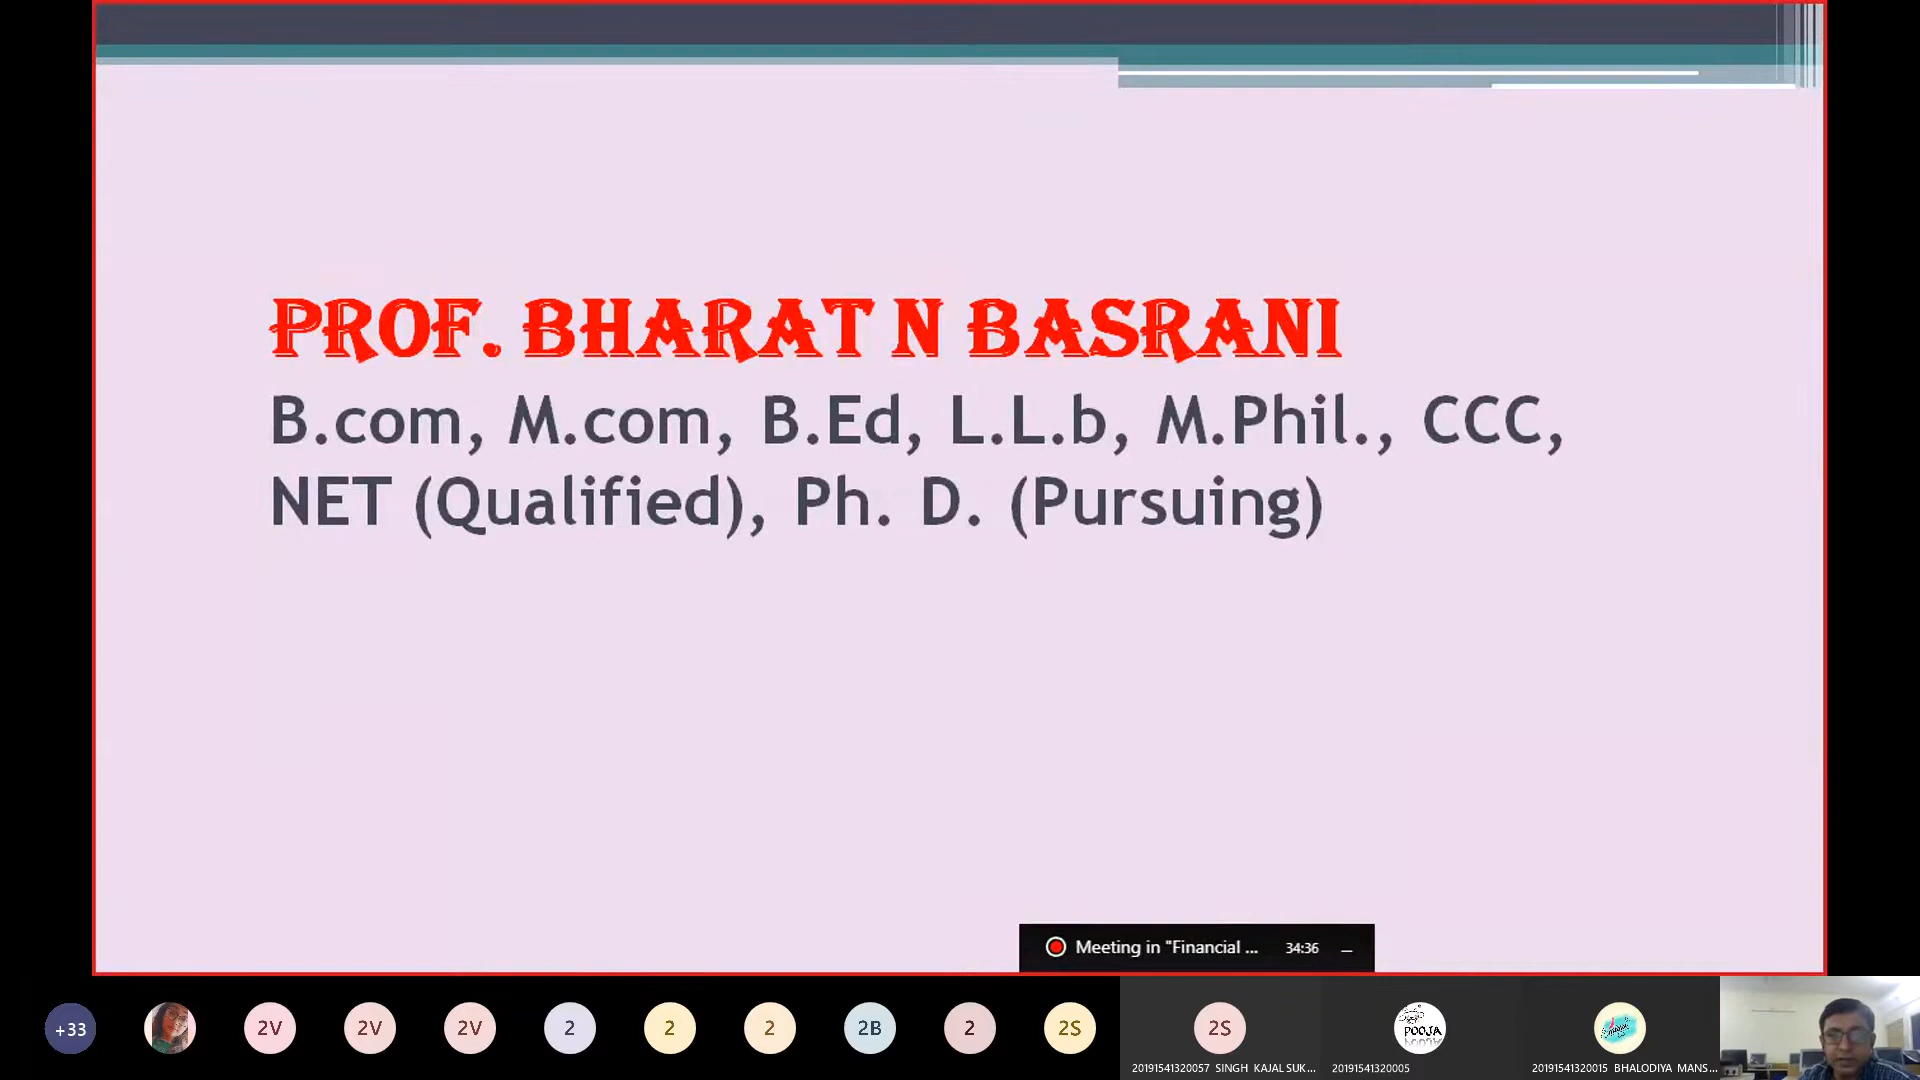 PROF. BHARAT N BASRANI
B.com, M.com, B.Ed, L.L.b, M.Phil., CCC,
NET (Qualified), Ph. D. (Pursuing)
Meeting in "Financial ... 34:36
+33 2V 2V 2V 2 2 2 2B 2 2S 2S POOJA
20191541320057 SINGH KAJAL SUK... 20191541320005 20191541320015 BHALODIYA MANS...